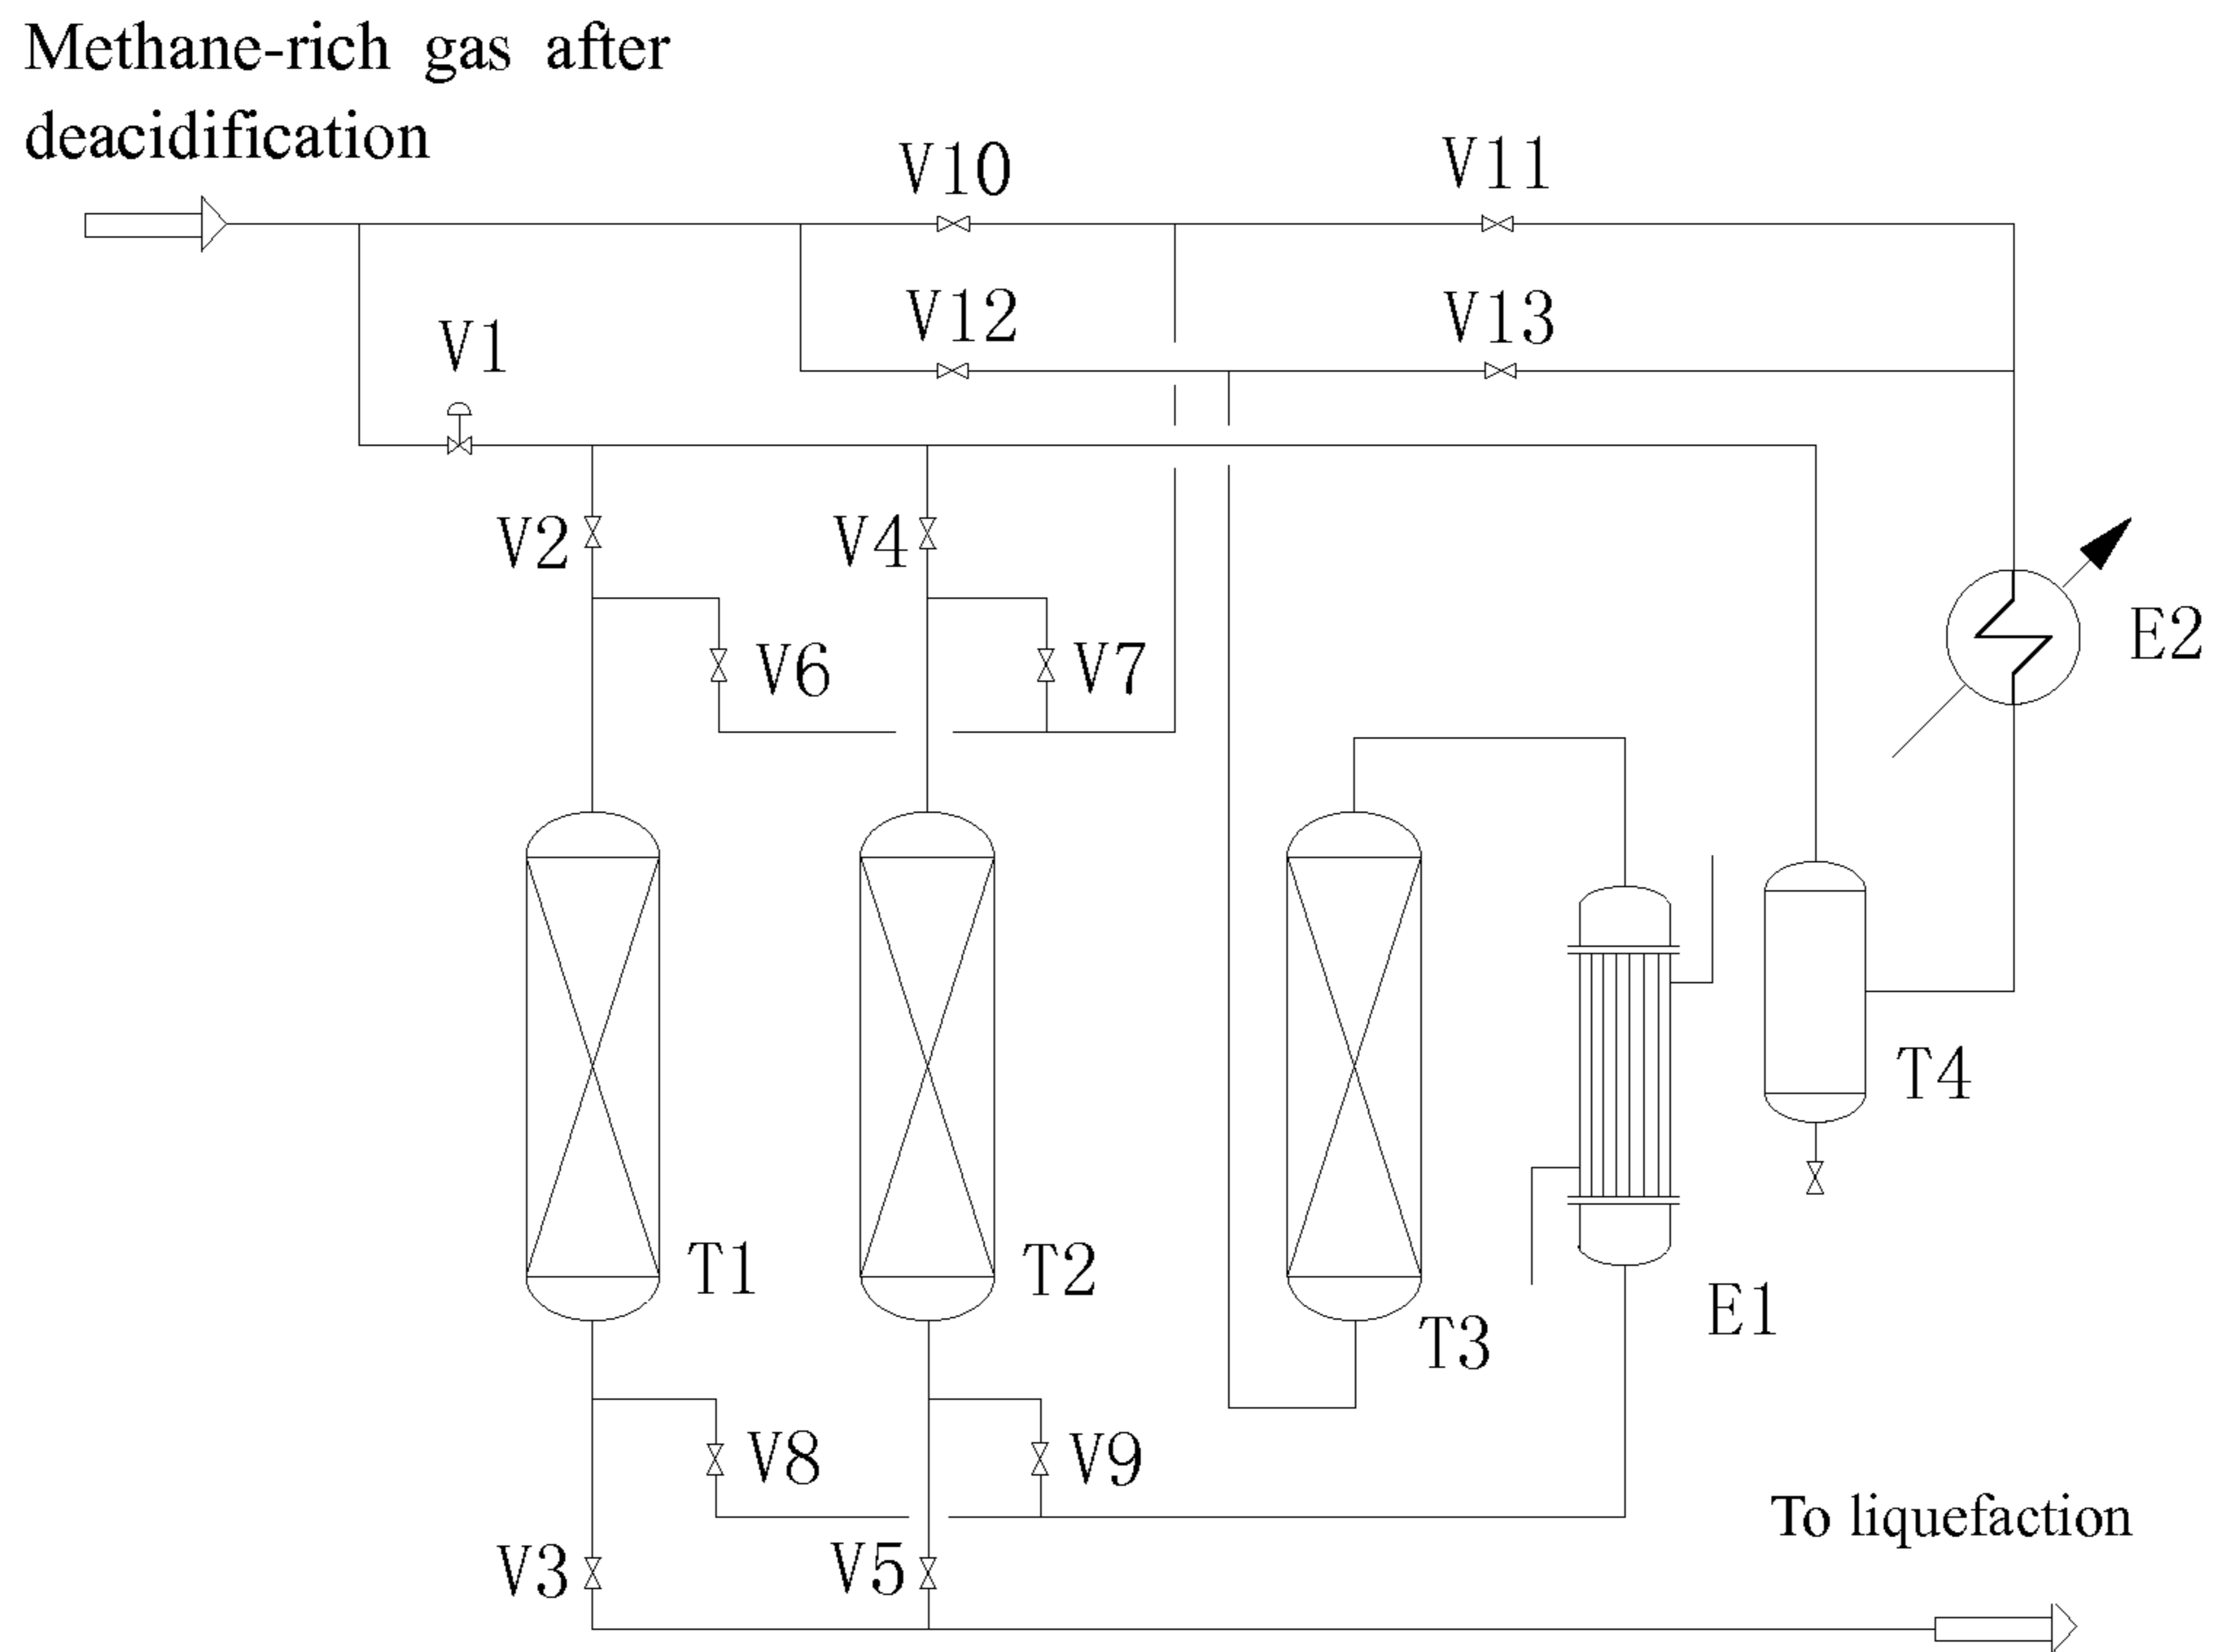 Methane-rich gas after
deacidification
V10
V11
V12
V13
V1
V2
V4
V6
V7
E2
T4
T1
T2
T3
E1
V8
V9
To liquefaction
V3
V5